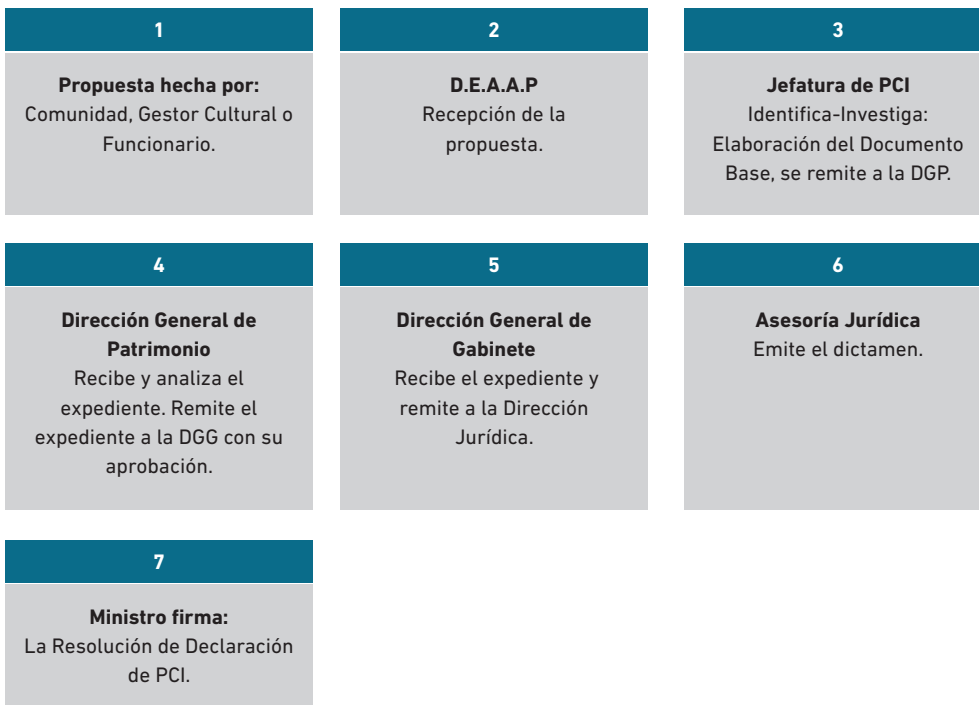 1
Propuesta hecha por:
Comunidad, Gestor Cultural o
Funcionario.
2
D.E.A.A.P
Recepción de la
propuesta.
3
Jefatura de PCI
Identifica-Investiga:
Elaboración del Documento
Base, se remite a la DGP.
4
Dirección General de
Patrimonio
Recibe y analiza el
expediente. Remite el
expediente a la DGG con su
aprobación.
5
Dirección General de
Gabinete
Recibe el expediente y
remite a la Dirección
Jurídica.
6
Asesoría Jurídica
Emite el dictamen.
7
Ministro firma:
La Resolución de Declaración
de PCI.